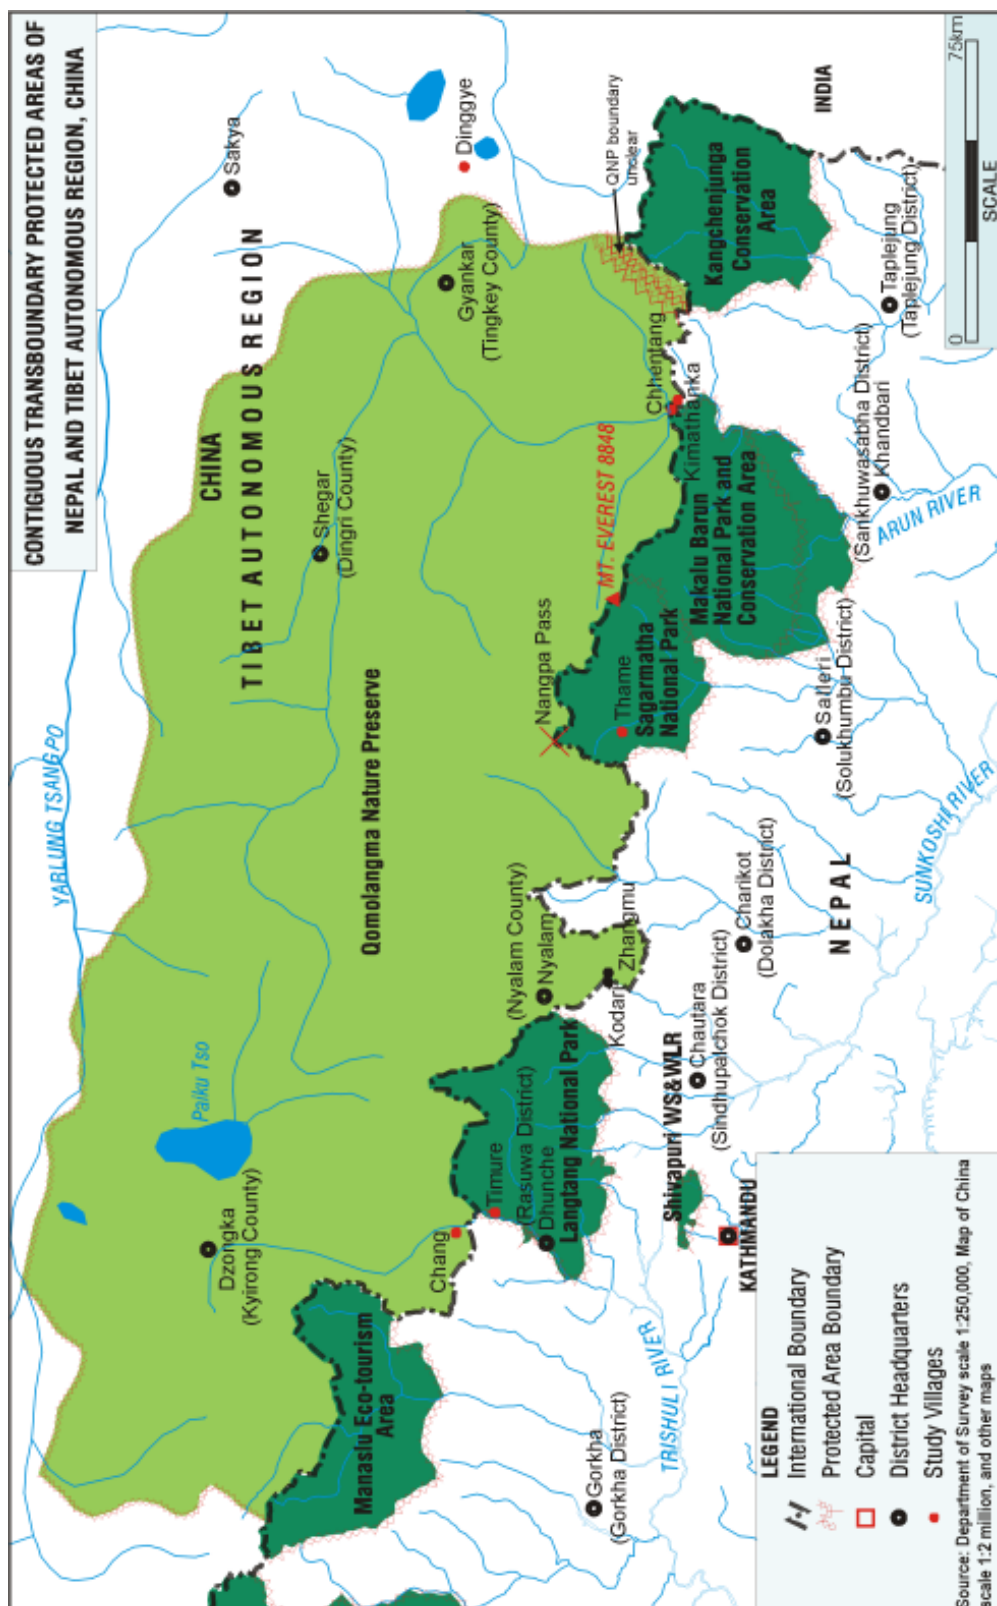 CONTIGUOUS TRANSBOUNDARY PROTECTED AREAS OF
NEPAL AND TIBET AUTONOMOUS REGION, CHINA
YARLUNG TSANGPO
CHINA
TIBET AUTONOMOUS REGION
Sakya
Dinggye
Paiku Tso
Dzongka
(Kyirong County)
Shegar
(Dingri County)
Gyankar
(Tingkey County)
Qomolangma Nature Preserve
QNP boundary
unclear
Manaslu Eco-tourism
Area
Chang
Timure
(Rasuwa District)
Dhunche
Langtang National Park
(Nyalam County)
Nyalam
Kodari
Zhangmu
Nangpa Pass
Thame
Sagarmatha
National Park
MT. EVEREST 8848
Chhentang
Kimathanka
Makalu Barun
National Park and
Conservation Area
Kangchenjunga
Conservation
Area
INDIA
Gorkha
(Gorkha District)
TRISHULI RIVER
Shivapuri WS&WLR
KATHMANDU
Chautara
(Sindhupalchok District)
Charikot
(Dolakha District)
NEPAL
Salleri
(Solukhumbu District)
SUNKOSHI RIVER
(Sankhuwasabha District)
Khandbari
ARUN RIVER
Taplejung
(Taplejung District)
LEGEND
International Boundary
Protected Area Boundary
Capital
District Headquarters
Study Villages
Source: Department of Survey scale 1:250,000, Map of China
scale 1:2 million, and other maps
0 75km
SCALE